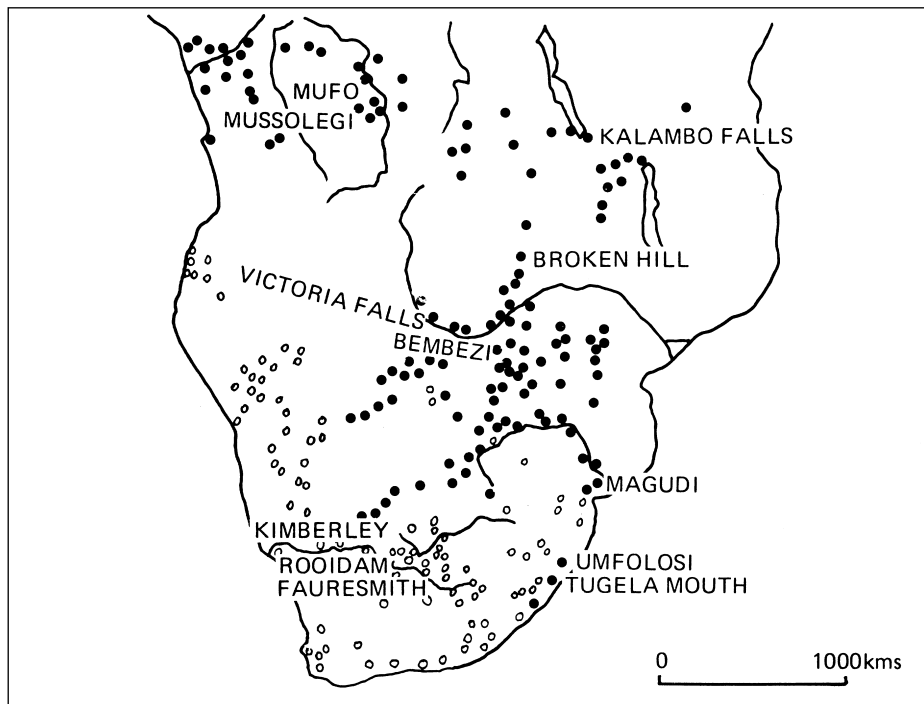 MUFO
MUSSOLEGI
KALAMBO FALLS
BROKEN HILL
VICTORIA FALLS
BEMBEZI
MAGUDI
KIMBERLEY
ROOIDAM
FAURESMITH
UMFOLOSI
TUGELA MOUTH
0 1000kms